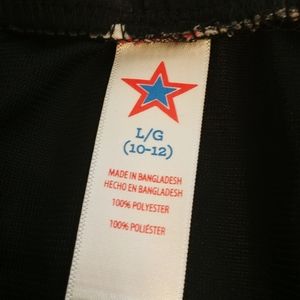 L/G
(10-12)
MADE IN BANGLADESH
HECHO EN BANGLADESH
100% POLYESTER
100% POLIÉSTER